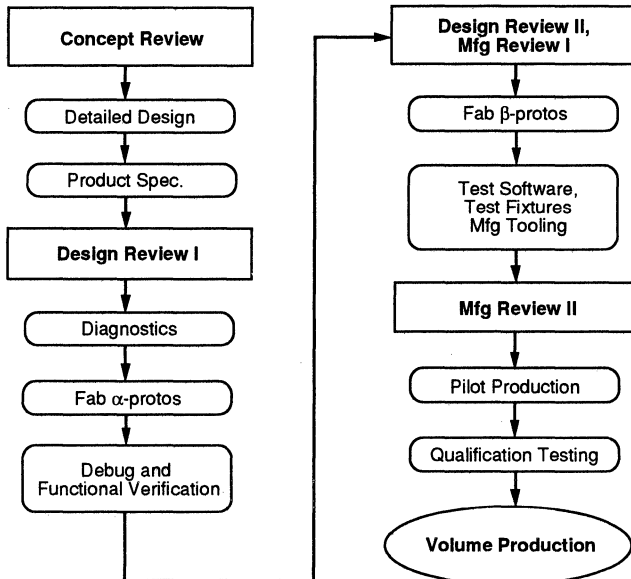 Concept Review
Detailed Design
Product Spec.
Design Review I
Diagnostics
Fab α-protos
Debug and
Functional Verification
Design Review II,
Mfg Review I
Fab β-protos
Test Software,
Test Fixtures
Mfg Tooling
Mfg Review II
Pilot Production
Qualification Testing
Volume Production